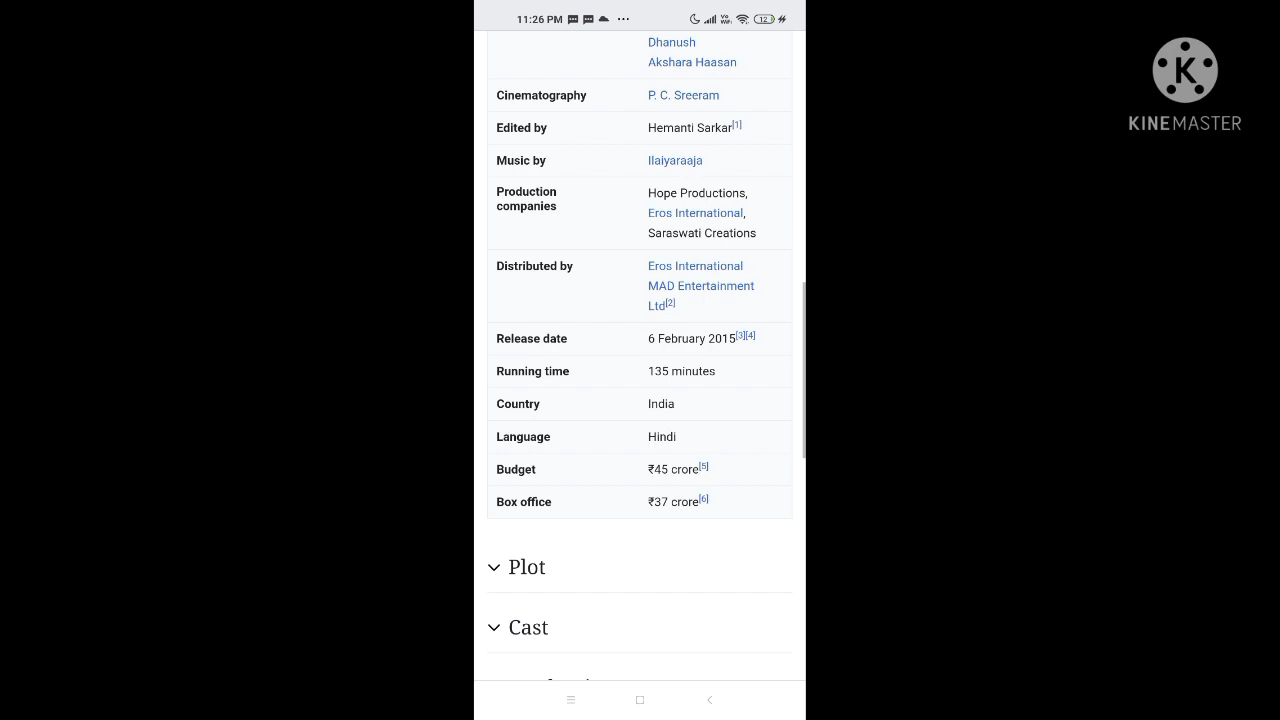 11:26 PM
12
Dhanush
Akshara Haasan
Cinematography P. C. Sreeram
Edited by Hemanti Sarkar[1]
Music by Ilaiyaraaja
Production companies Hope Productions,
Eros International,
Saraswati Creations
Distributed by Eros International
MAD Entertainment
Ltd[2]
Release date 6 February 2015[3][4]
Running time 135 minutes
Country India
Language Hindi
Budget ₹45 crore[5]
Box office ₹37 crore[6]
Plot
Cast
K
KINEMASTER